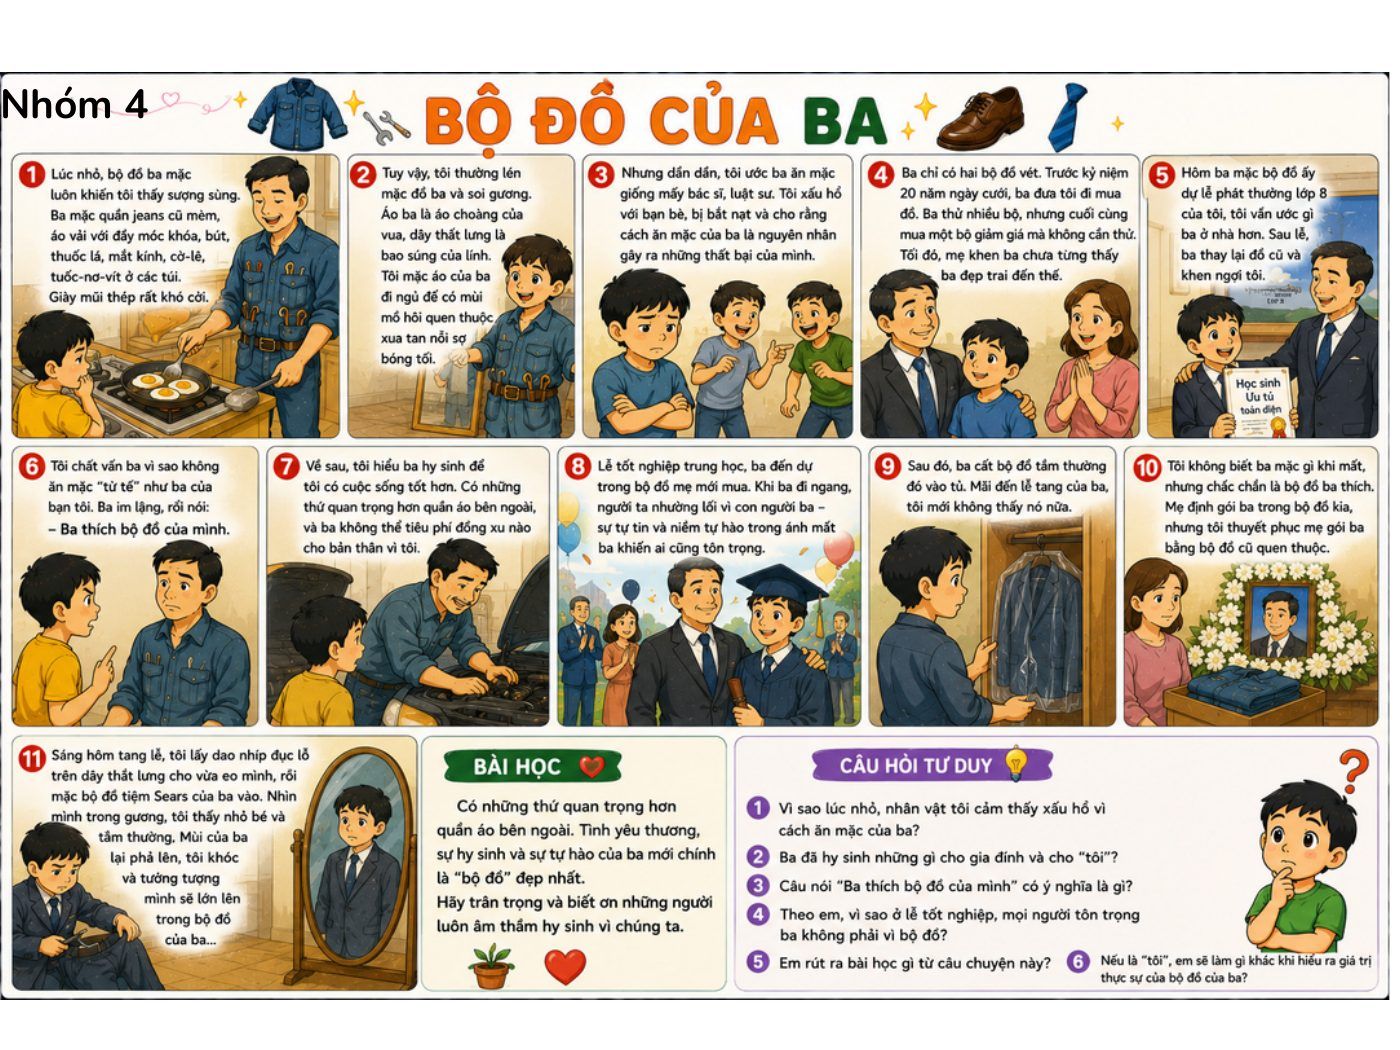 Nhóm 4
BỘ ĐỒ CỦA BA
1 Lúc nhỏ, bộ đồ ba mặc
luôn khiến tôi thấy sượng sùng.
Ba mặc quần jeans cũ mèm,
áo vải với đầy móc khóa, bút,
thuốc lá, mắt kính, cờ-lê,
tuốc-nơ-vít ở các túi.
Giày mũi thép rất khó cởi.
2 Tuy vậy, tôi thường lén
mặc đồ ba và soi gương.
Áo ba là áo choàng của
vua, dây thất lưng là
bao súng của lính.
Tôi mặc áo của ba
đi ngủ để có mùi
mồ hôi quen thuộc
xua tan nỗi sợ
bóng tối.
3 Nhưng dần dần, tôi ước ba ăn mặc
giống mấy bác sĩ, luật sư. Tôi xấu hổ
với bạn bè, bị bắt nạt và cho rằng
cách ăn mặc của ba là nguyên nhân
gây ra những thất bại của mình.
4 Ba chỉ có hai bộ đồ vét. Trước kỷ niệm
20 năm ngày cưới, ba đưa tôi đi mua
đồ. Ba thử nhiều bộ, nhưng cuối cùng
mua một bộ giảm giá mà không cần thử.
Tối đó, mẹ khen ba chưa từng thấy
ba đẹp trai đến thế.
5 Hôm ba mặc bộ đồ ấy
dự lễ phát thưởng lớp 8
của tôi, tôi vẫn ước gì
ba ở nhà hơn. Sau lễ,
ba thay lại đồ cũ và
khen ngợi tôi.
Học sinh
Ưu tú
toàn diện
6 Tôi chất vấn ba vì sao không
ăn mặc “tử tế” như ba của
bạn tôi. Ba im lặng, rồi nói:
– Ba thích bộ đồ của mình.
7 Về sau, tôi hiểu ba hy sinh để
tôi có cuộc sống tốt hơn. Có những
thứ quan trọng hơn quần áo bên ngoài,
và ba không thể tiêu phí đồng xu nào
cho bản thân vì tôi.
8 Lễ tốt nghiệp trung học, ba đến dự
trong bộ đồ mẹ mới mua. Khi ba đi ngang,
người ta nhường lối vì con người ba –
sự tự tin và niềm tự hào trong ánh mắt
ba khiến ai cũng tôn trọng.
9 Sau đó, ba cất bộ đồ tầm thường
đó vào tủ. Mãi đến lễ tang của ba,
tôi mới không thấy nó nữa.
10 Tôi không biết ba mặc gì khi mất,
nhưng chắc chắn là bộ đồ ba thích.
Mẹ định gói ba trong bộ đồ kia,
nhưng tôi thuyết phục mẹ gói ba
bằng bộ đồ cũ quen thuộc.
11 Sáng hôm tang lễ, tôi lấy dao nhíp đục lỗ
trên dây thắt lưng cho vừa eo mình, rồi
mặc bộ đồ tiệm Sears của ba vào. Nhìn
mình trong gương, tôi thấy nhỏ bé và
tầm thường. Mùi của ba
lại phả lên, tôi khóc
và tưởng tượng
mình sẽ lớn lên
trong bộ đồ
của ba...
BÀI HỌC
Có những thứ quan trọng hơn
quần áo bên ngoài. Tình yêu thương,
sự hy sinh và sự tự hào của ba mới chính
là “bộ đồ” đẹp nhất.
Hãy trân trọng và biết ơn những người
luôn âm thầm hy sinh vì chúng ta.
CÂU HỎI TƯ DUY
1 Vì sao lúc nhỏ, nhân vật tôi cảm thấy xấu hổ vì
cách ăn mặc của ba?
2 Ba đã hy sinh những gì cho gia đình và cho “tôi”?
3 Câu nói “Ba thích bộ đồ của mình” có ý nghĩa là gì?
4 Theo em, vì sao ở lễ tốt nghiệp, mọi người tôn trọng
ba không phải vì bộ đồ?
5 Em rút ra bài học gì từ câu chuyện này?
6 Nếu là “tôi”, em sẽ làm gì khác khi hiểu ra giá trị
thực sự của bộ đồ của ba?
?